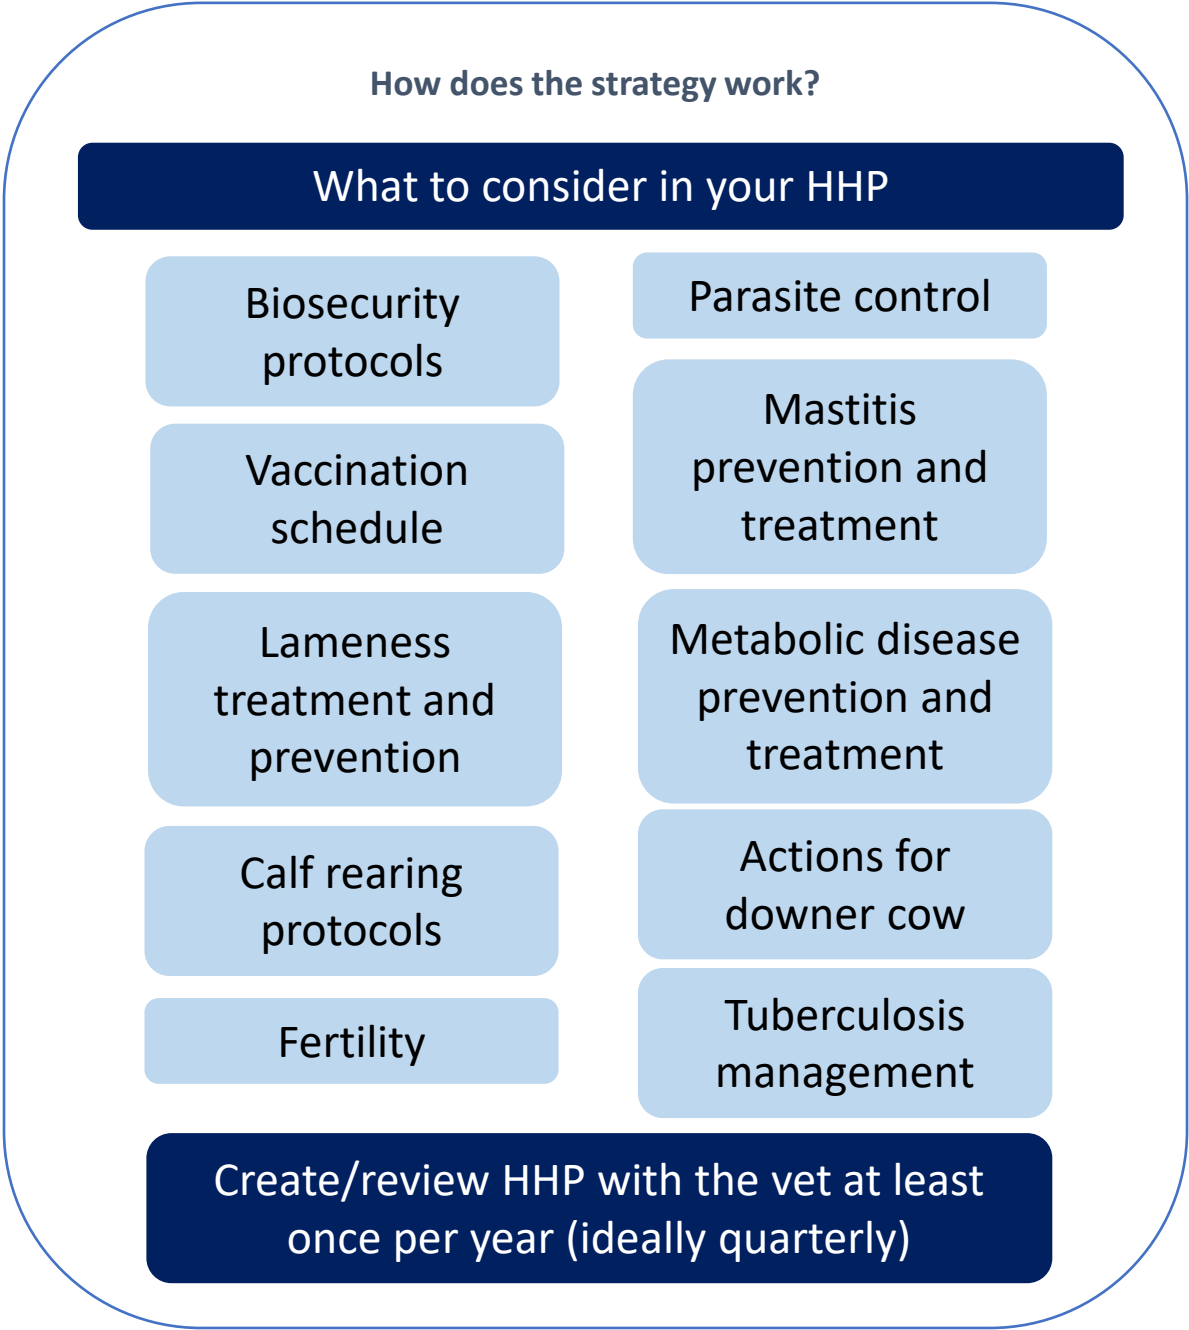 How does the strategy work?
What to consider in your HHP
Biosecurity
protocols
Vaccination
schedule
Lameness
treatment and
prevention
Calf rearing
protocols
Fertility
Parasite control
Mastitis
prevention and
treatment
Metabolic disease
prevention and
treatment
Actions for
downer cow
Tuberculosis
management
Create/review HHP with the vet at least
once per year (ideally quarterly)